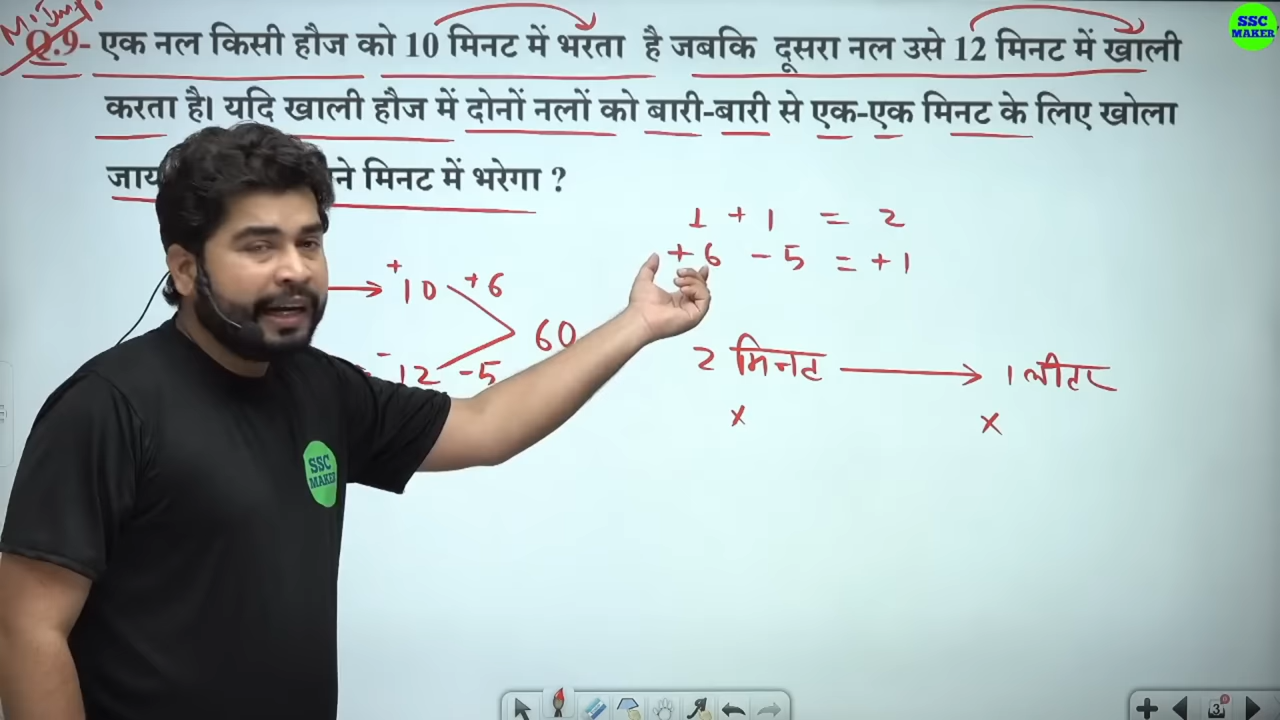 M. Imp.
SSC MAKER
Q.9- एक नल किसी हौज को 10 मिनट में भरता है जबकि दूसरा नल उसे 12 मिनट में खाली
करता है। यदि खाली हौज में दोनों नलों को बारी-बारी से एक-एक मिनट के लिए खोला
मिनट में भरेगा ?
1 + 1 = 2
+6 - 5 = +1
+10 +6
60
-12 -5
2 मिनट → 1 लीटर
x x
SSC
MAKER
3